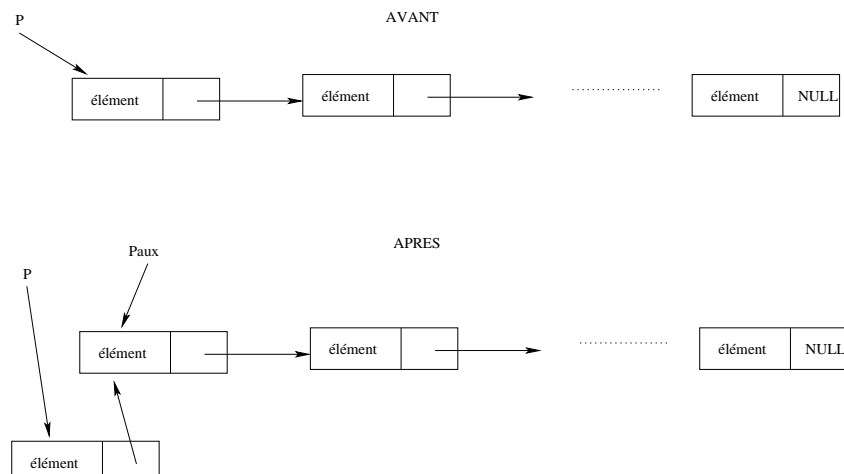 AVANT
P
élément
élément
élément NULL
APRES
Paux
P
élément
élément
élément NULL
élément